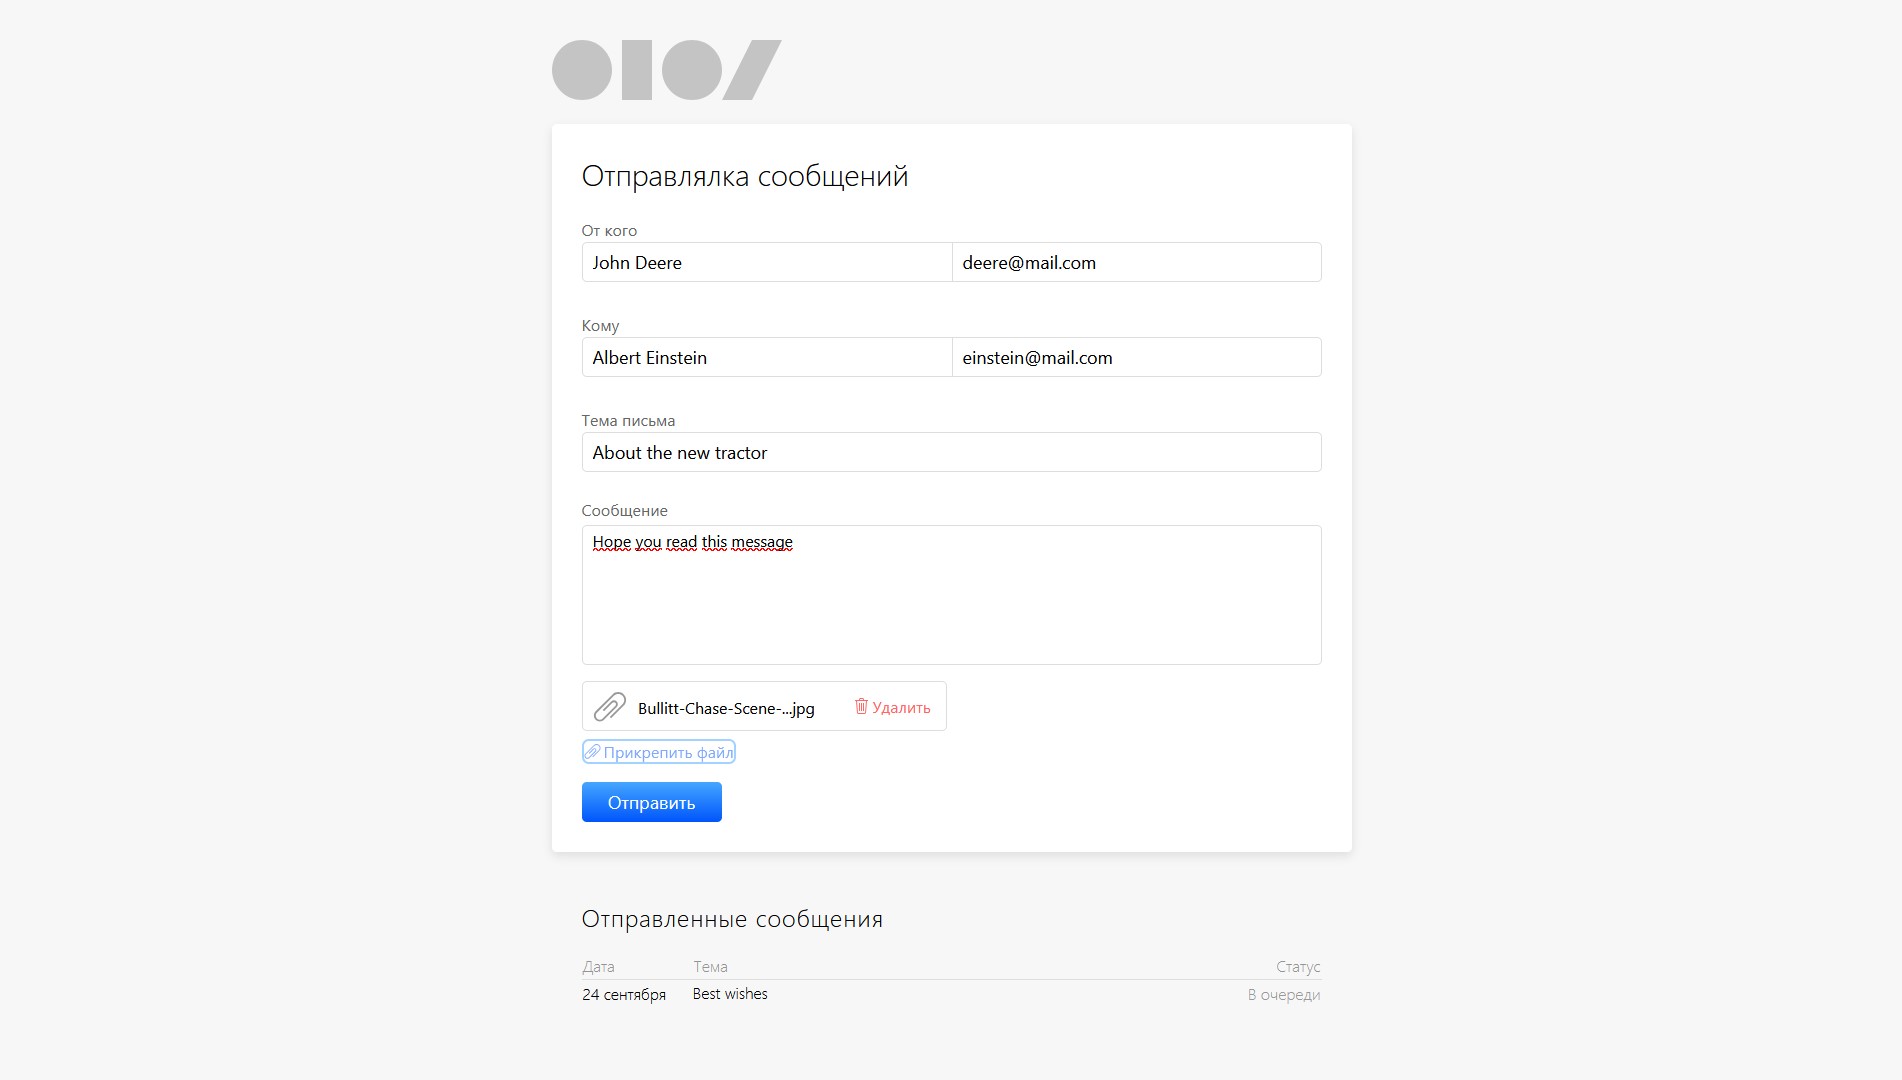 Отправлялка сообщений
От кого
John Deere deere@mail.com
Кому
Albert Einstein einstein@mail.com
Тема письма
About the new tractor
Сообщение
Hope you read this message
Bullitt-Chase-Scene-...jpg Удалить
Прикрепить файл
Отправить
Отправленные сообщения
Дата Тема Статус
24 сентября Best wishes В очереди